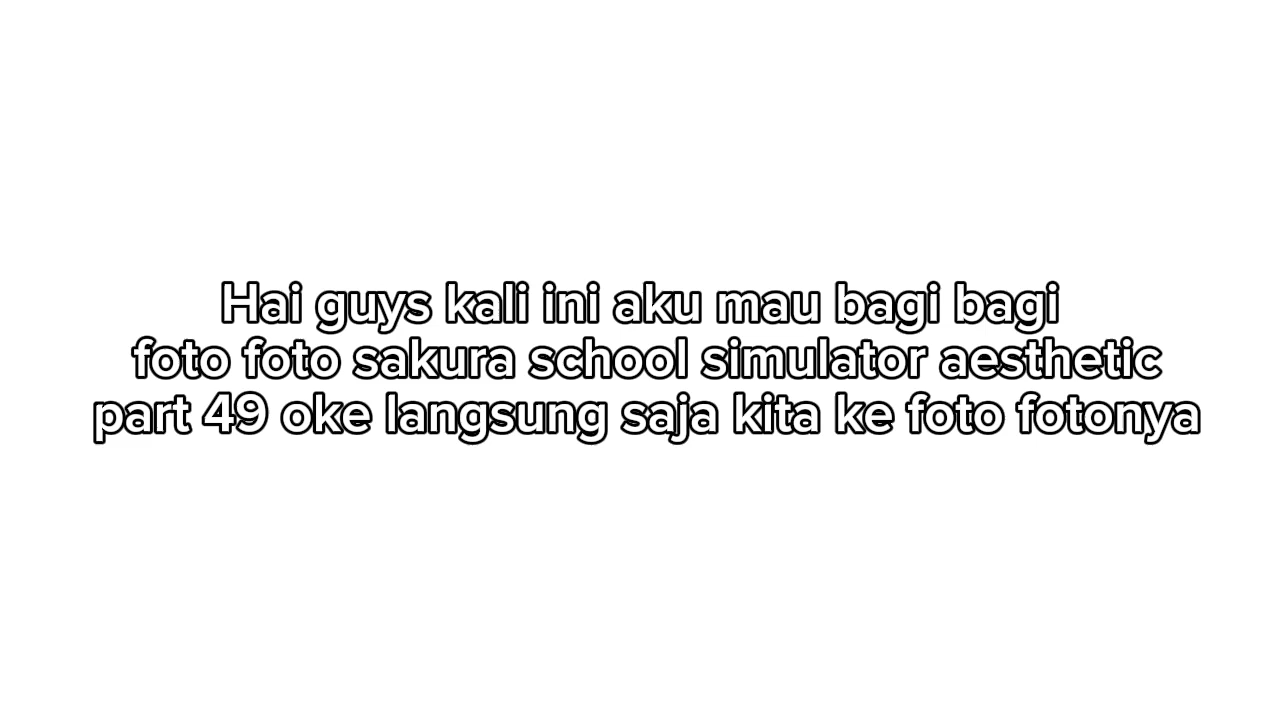 Hai guys kali ini aku mau bagi bagi
foto foto sakura school simulator aesthetic
part 49 oke langsung saja kita ke foto fotonya